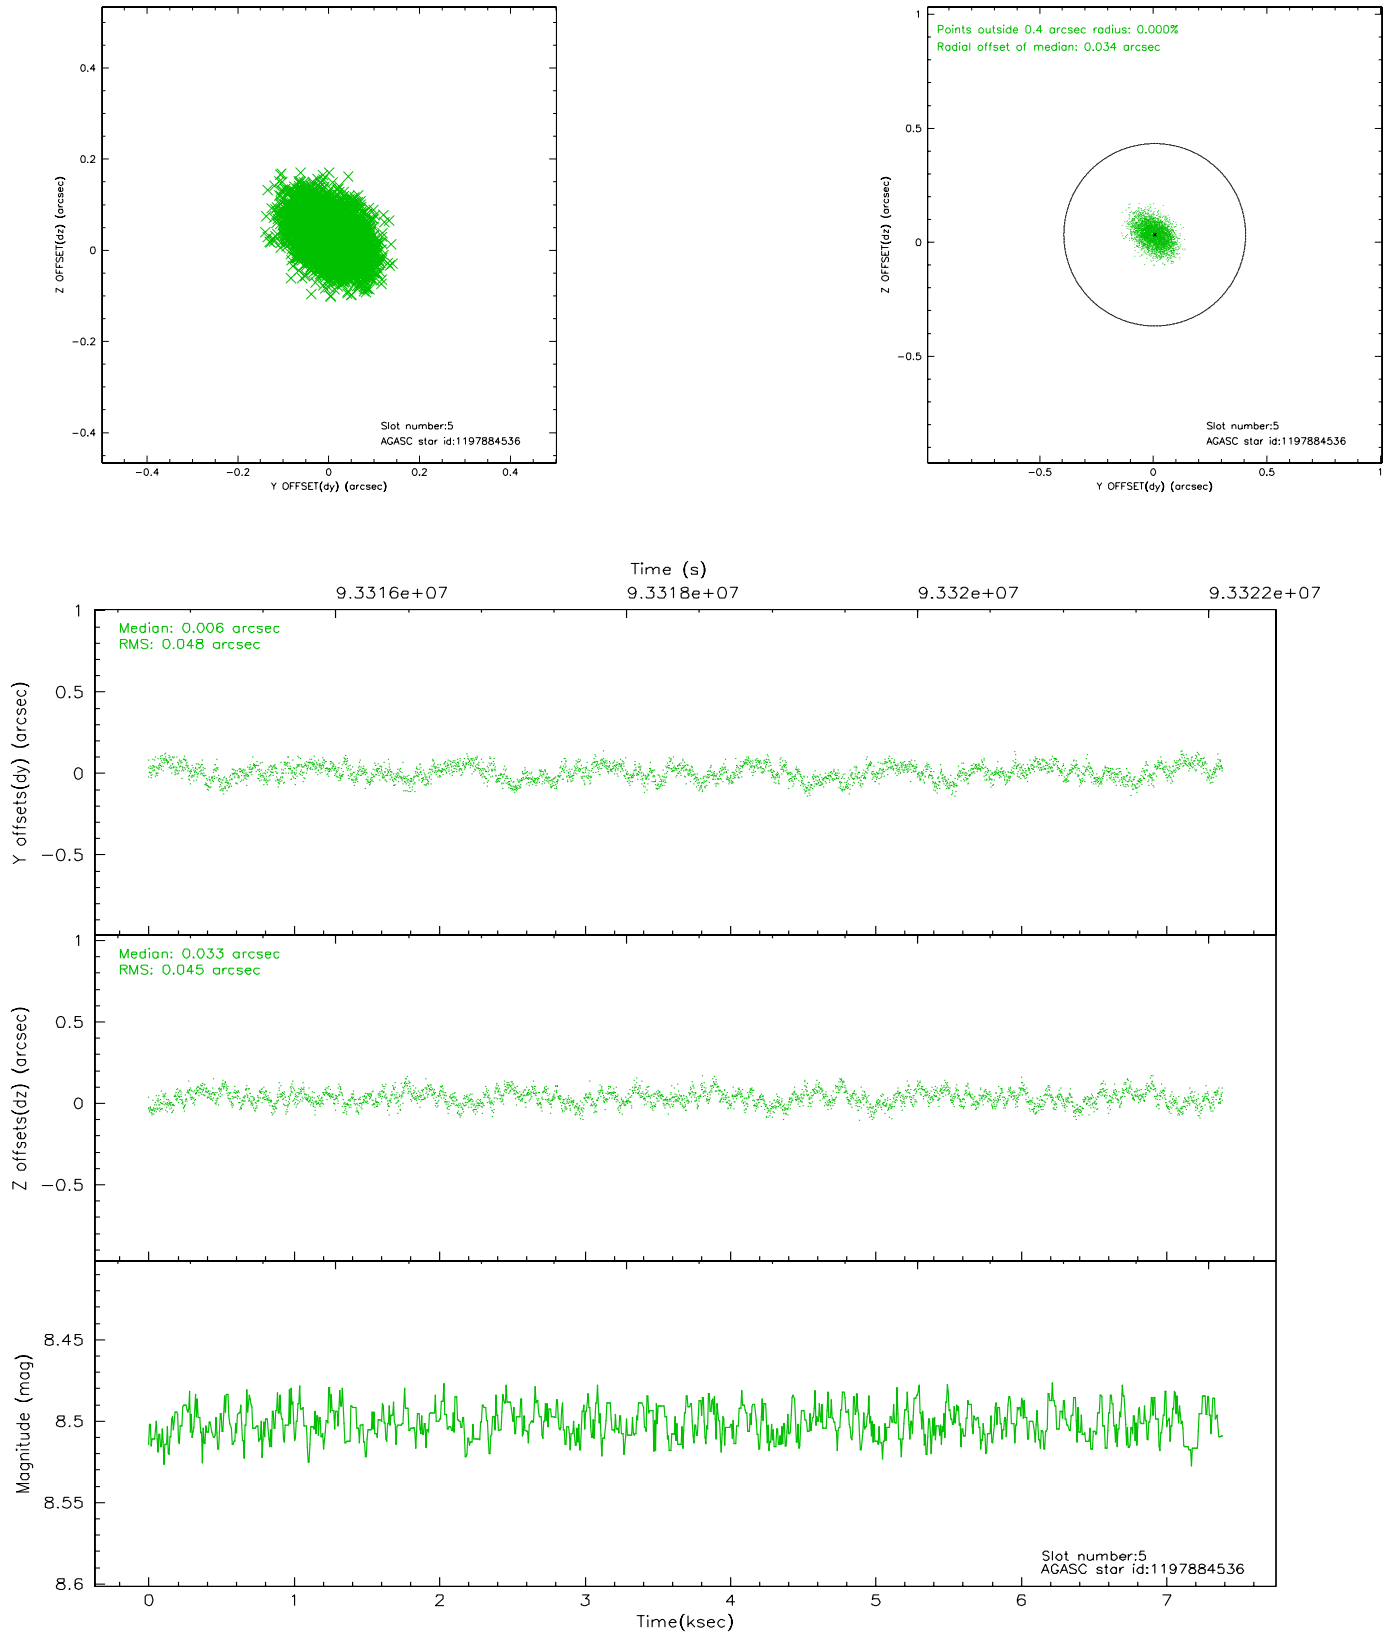 0.4
0.2
0
−0.2
−0.4
Z OFFSET(dz) (arcsec)
Slot number:5
AGASC star id:1197884536
−0.4 −0.2 0 0.2 0.4
Y OFFSET(dy) (arcsec)
1
0.5
0
−0.5
Z OFFSET(dz) (arcsec)
Points outside 0.4 arcsec radius: 0.000%
Radial offset of median: 0.034 arcsec
Slot number:5
AGASC star id:1197884536
−0.5 0 0.5 1
Y OFFSET(dy) (arcsec)
Time (s)
9.3316e+07 9.3318e+07 9.332e+07 9.3322e+07
1
0.5
0
−0.5
Y offsets(dy) (arcsec)
Median: 0.006 arcsec
RMS: 0.048 arcsec
1
0.5
0
−0.5
Z offsets(dz) (arcsec)
Median: 0.033 arcsec
RMS: 0.045 arcsec
8.45
8.5
8.55
8.6
Magnitude (mag)
Slot number:5
AGASC star id:1197884536
0 1 2 3 4 5 6 7
Time(ksec)